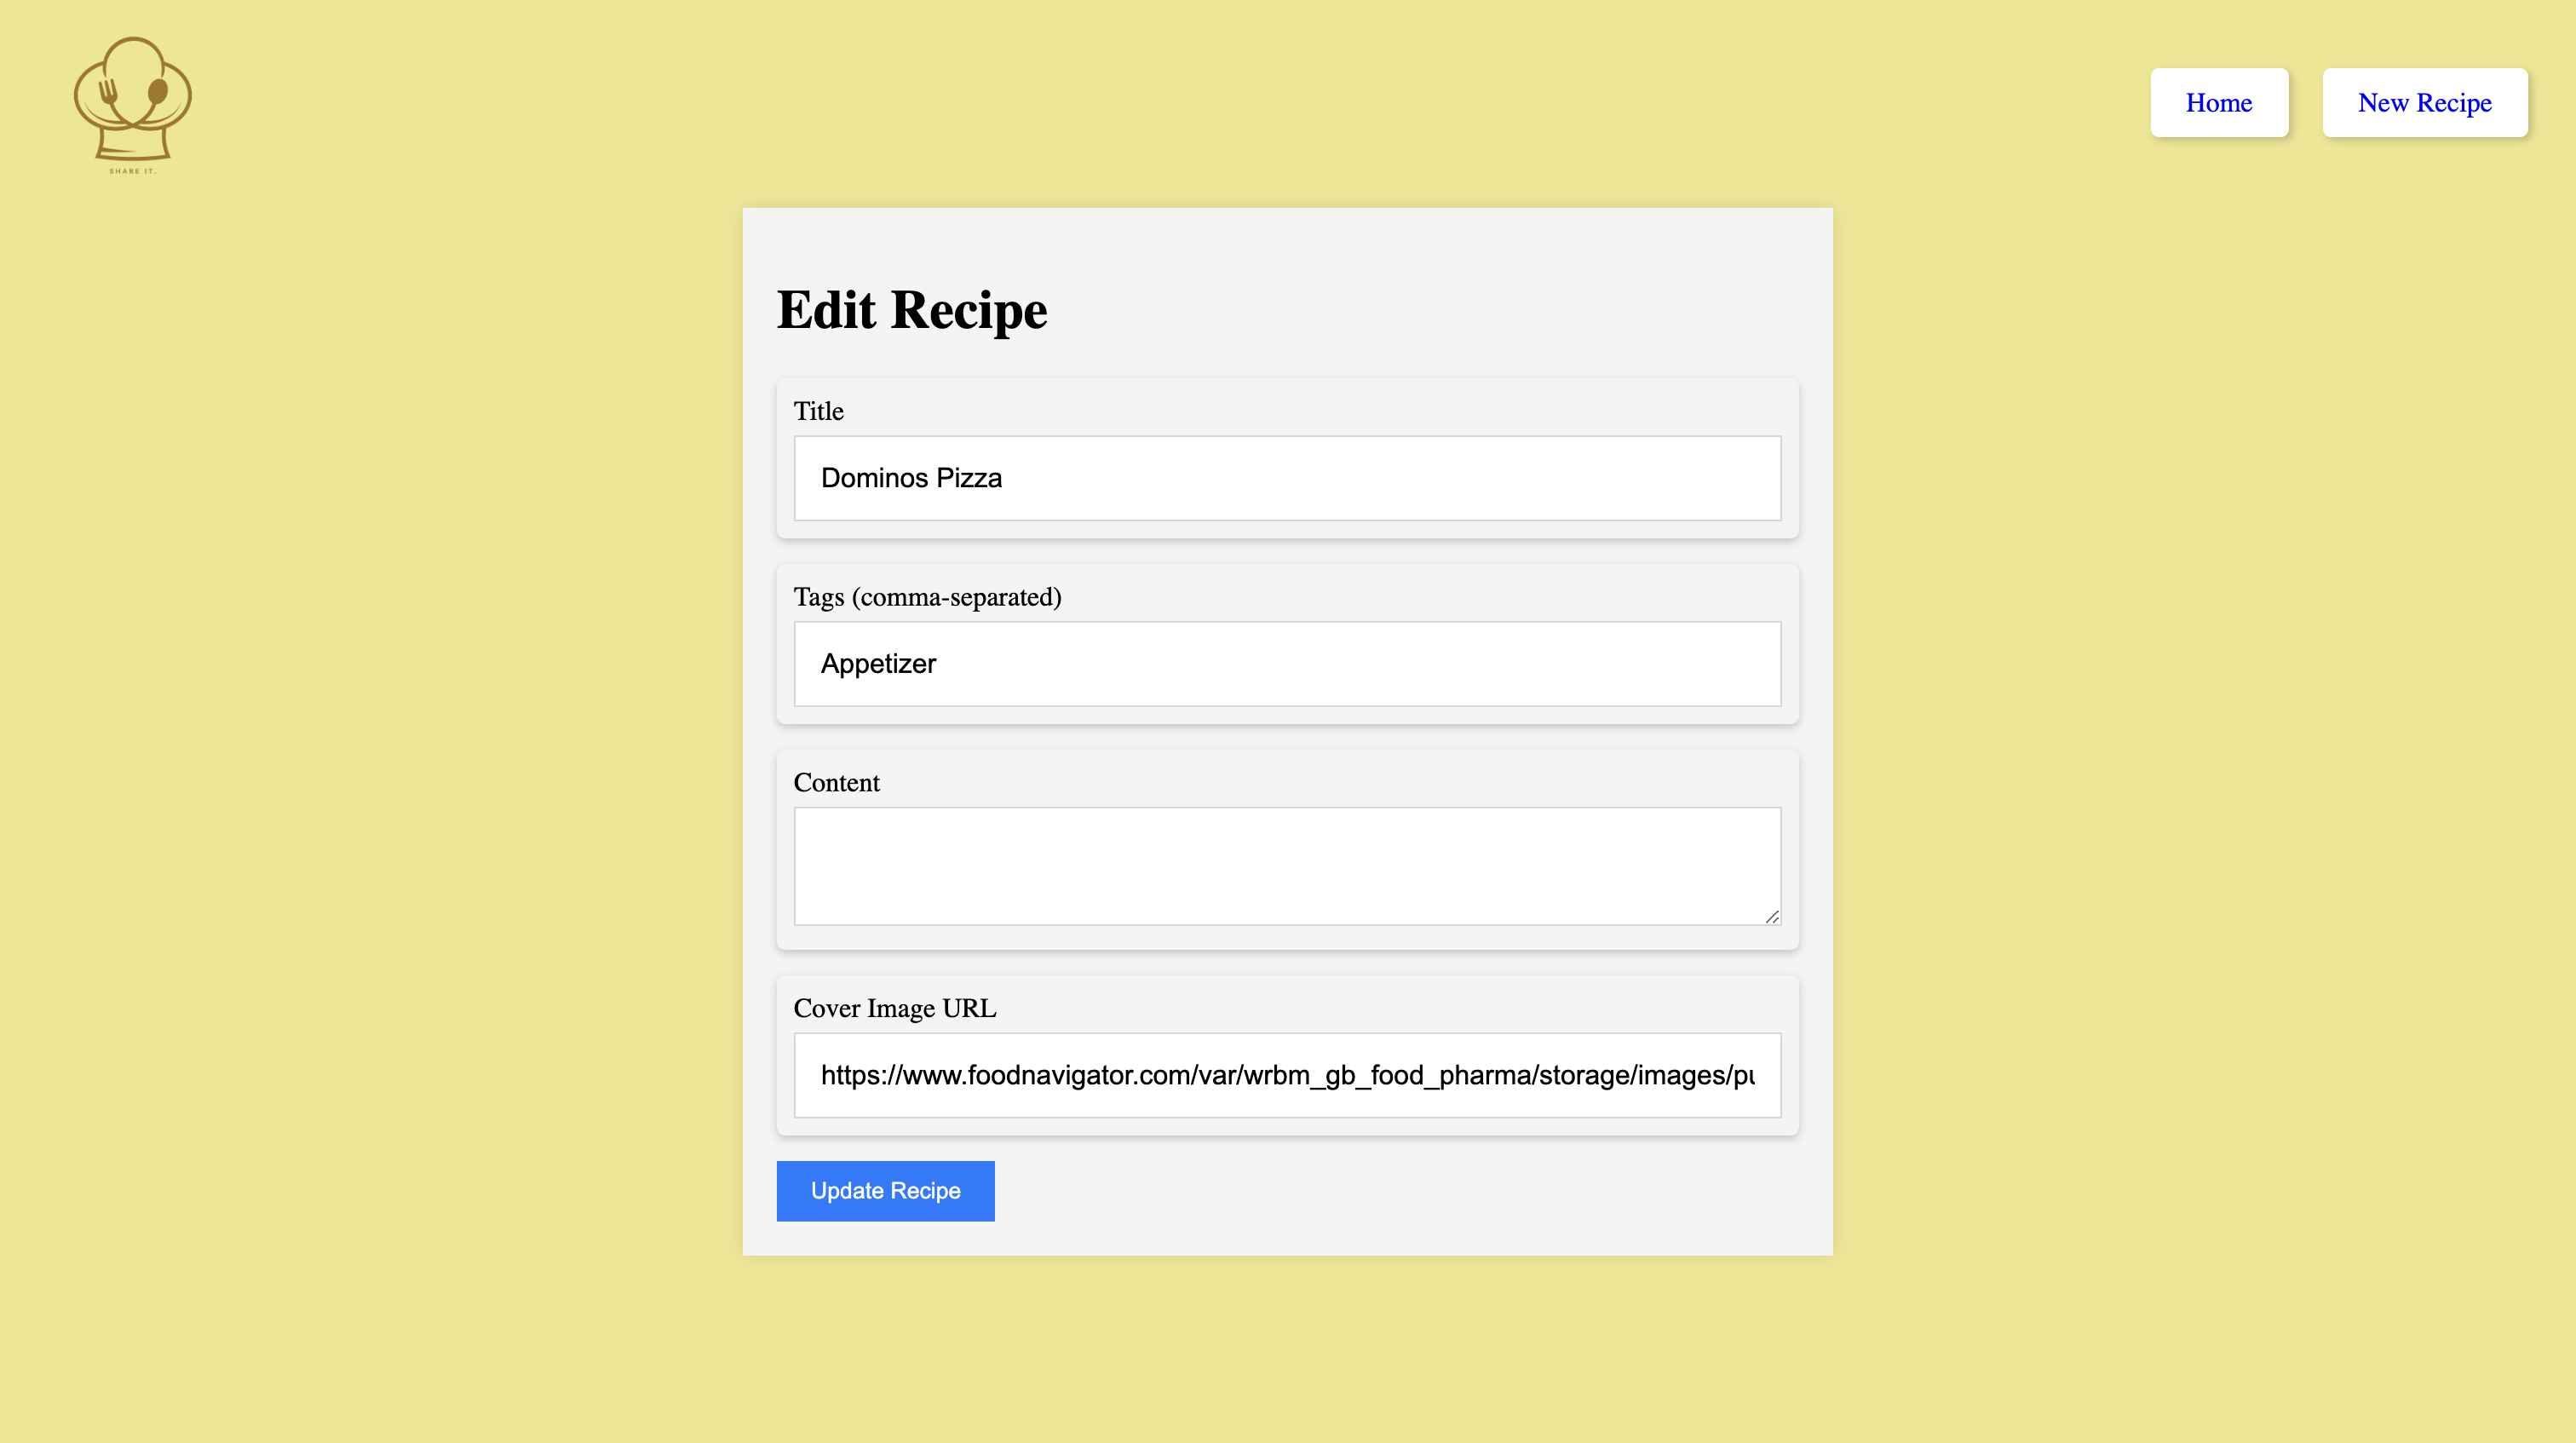 SHARE IT.
Home
New Recipe
Edit Recipe
Title
Dominos Pizza
Tags (comma-separated)
Appetizer
Content
Cover Image URL
https://www.foodnavigator.com/var/wrbm_gb_food_pharma/storage/images/pu
Update Recipe